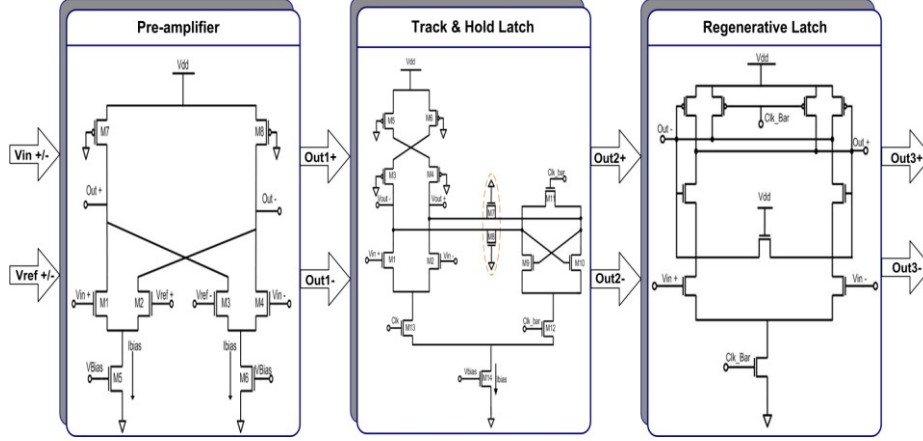 Pre-amplifier
Vdd
M7
M8
Out +
Out -
Vin +
M1
M2
Vref +
Vref -
M3
M4
Vin -
Ibias
Ibias
VBias
M5
M6
VBias
Vin +/-
Vref +/-
Out1+
Out1-
Track & Hold Latch
Vdd
M5
M6
M3
M4
Vout -
Vout +
M7
M8
Clk_bar
M11
M9
M10
Vin +
M1
M2
Vin -
Clk
M13
Clk_bar
M12
Vbias
M14
Ibias
Out2+
Out2-
Regenerative Latch
Vdd
Clk_Bar
Out -
Out +
Vdd
Vin +
Vin -
Clk_Bar
Out3+
Out3-